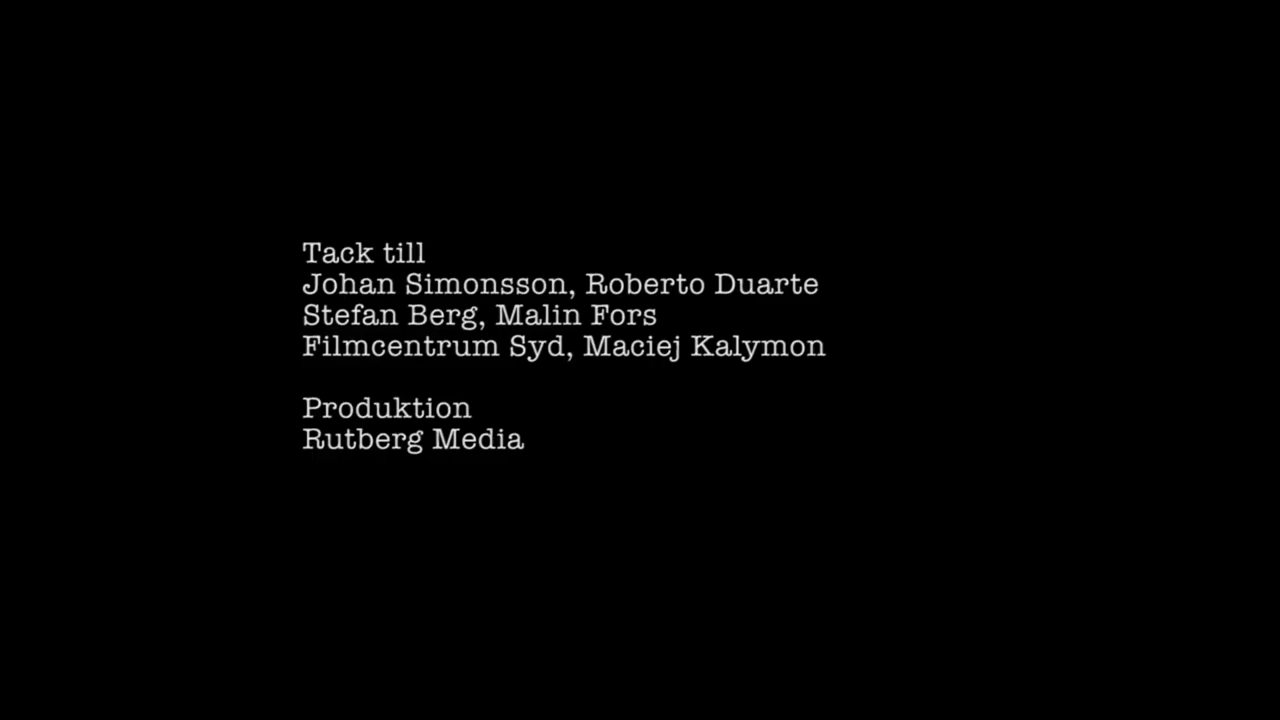 Tack till
Johan Simonsson, Roberto Duarte
Stefan Berg, Malin Fors
Filmcentrum Syd, Maciej Kalymon
Produktion
Rutberg Media